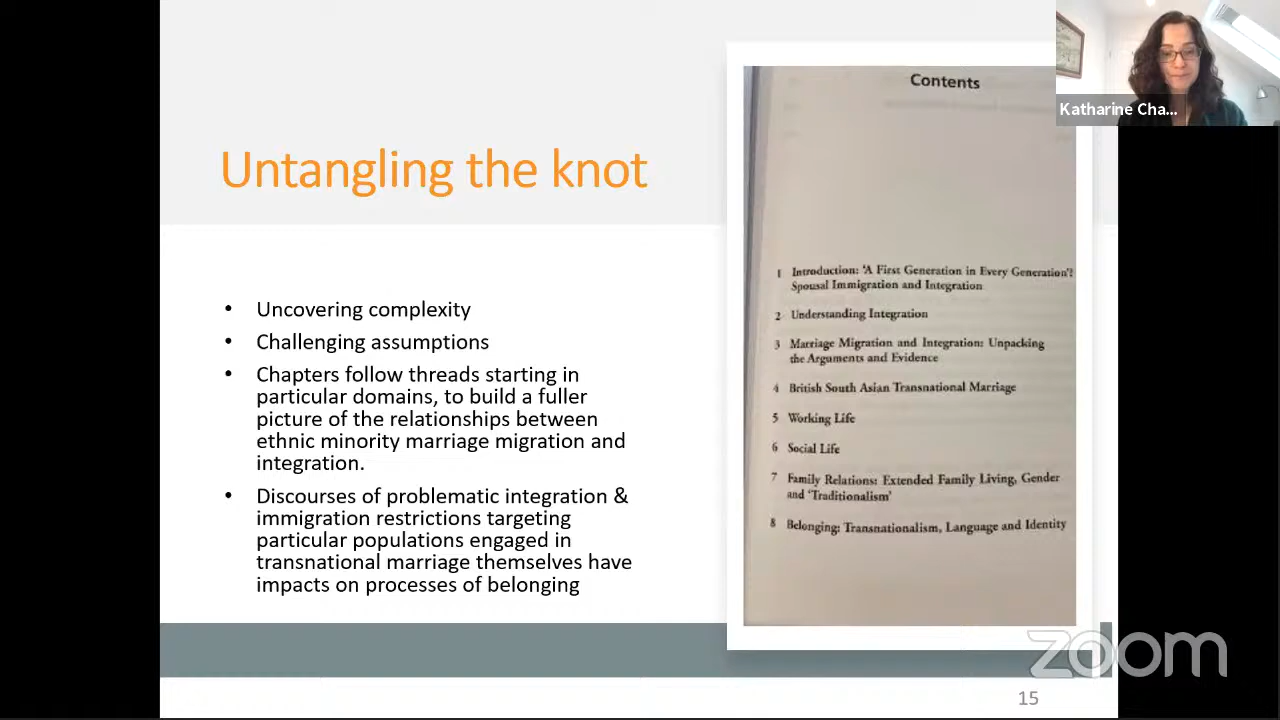 Untangling the knot
• Uncovering complexity
• Challenging assumptions
• Chapters follow threads starting in
particular domains, to build a fuller
picture of the relationships between
ethnic minority marriage migration and
integration.
• Discourses of problematic integration &
immigration restrictions targeting
particular populations engaged in
transnational marriage themselves have
impacts on processes of belonging
Contents
1 Introduction: 'A First Generation in Every Generation'?
Spousal Immigration and Integration
2 Understanding Integration
3 Marriage Migration and Integration: Unpacking
the Arguments and Evidence
4 British South Asian Transnational Marriage
5 Working Life
6 Social Life
7 Family Relations: Extended Family Living, Gender
and 'Traditionalism'
8 Belonging: Transnationalism, Language and Identity
Katharine Cha...
zoom
15